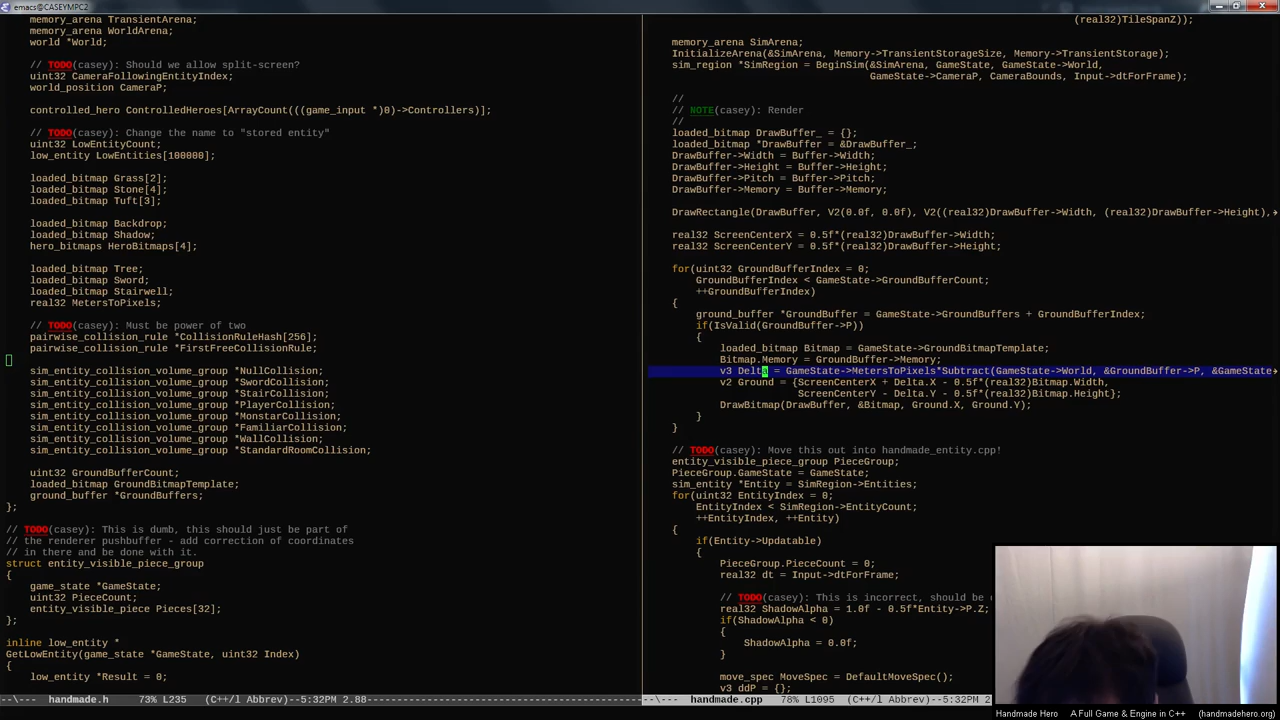 emacs@CASEYMPC2
memory_arena TransientArena;
memory_arena WorldArena;
world *World;
// TODO(casey): Should we allow split-screen?
uint32 CameraFollowingEntityIndex;
world_position CameraP;
controlled_hero ControlledHeroes[ArrayCount(((game_input *)0)->Controllers)];
// TODO(casey): Change the name to "stored entity"
uint32 LowEntityCount;
low_entity LowEntities[100000];
loaded_bitmap Grass[2];
loaded_bitmap Stone[4];
loaded_bitmap Tuft[3];
loaded_bitmap Backdrop;
loaded_bitmap Shadow;
hero_bitmaps HeroBitmaps[4];
loaded_bitmap Tree;
loaded_bitmap Sword;
loaded_bitmap Stairwell;
real32 MetersToPixels;
// TODO(casey): Must be power of two
pairwise_collision_rule *CollisionRuleHash[256];
pairwise_collision_rule *FirstFreeCollisionRule;
sim_entity_collision_volume_group *NullCollision;
sim_entity_collision_volume_group *SwordCollision;
sim_entity_collision_volume_group *StairCollision;
sim_entity_collision_volume_group *PlayerCollision;
sim_entity_collision_volume_group *MonstarCollision;
sim_entity_collision_volume_group *FamiliarCollision;
sim_entity_collision_volume_group *WallCollision;
sim_entity_collision_volume_group *StandardRoomCollision;
uint32 GroundBufferCount;
loaded_bitmap GroundBitmapTemplate;
ground_buffer *GroundBuffers;
};
// TODO(casey): This is dumb, this should just be part of
// the renderer pushbuffer - add correction of coordinates
// in there and be done with it.
struct entity_visible_piece_group
{
game_state *GameState;
uint32 PieceCount;
entity_visible_piece Pieces[32];
};
inline low_entity *
GetLowEntity(game_state *GameState, uint32 Index)
{
low_entity *Result = 0;
--\--- handmade.h 73% L235 (C++/l Abbrev)--5:32PM 2.88------------------------
(real32)TileSpanZ));
memory_arena SimArena;
InitializeArena(&SimArena, Memory->TransientStorageSize, Memory->TransientStorage);
sim_region *SimRegion = BeginSim(&SimArena, GameState->World,
GameState->CameraP, CameraBounds, Input->dtForFrame);
//
// NOTE(casey): Render
//
loaded_bitmap DrawBuffer_ = {};
loaded_bitmap *DrawBuffer = &DrawBuffer_;
DrawBuffer->Width = Buffer->Width;
DrawBuffer->Height = Buffer->Height;
DrawBuffer->Pitch = Buffer->Pitch;
DrawBuffer->Memory = Buffer->Memory;
DrawRectangle(DrawBuffer, V2(0.0f, 0.0f), V2((real32)DrawBuffer->Width, (real32)DrawBuffer->Height),
real32 ScreenCenterX = 0.5f*(real32)DrawBuffer->Width;
real32 ScreenCenterY = 0.5f*(real32)DrawBuffer->Height;
for(uint32 GroundBufferIndex = 0;
GroundBufferIndex < GameState->GroundBufferCount;
++GroundBufferIndex)
{
ground_buffer *GroundBuffer = GameState->GroundBuffers + GroundBufferIndex;
if(IsValid(GroundBuffer->P))
{
loaded_bitmap Bitmap = GameState->GroundBitmapTemplate;
Bitmap.Memory = GroundBuffer->Memory;
v3 Delta = GameState->MetersToPixels*Subtract(GameState->World, &GroundBuffer->P, &GameState
v2 Ground = {ScreenCenterX + Delta.X - 0.5f*(real32)Bitmap.Width,
ScreenCenterY - Delta.Y - 0.5f*(real32)Bitmap.Height};
DrawBitmap(DrawBuffer, &Bitmap, Ground.X, Ground.Y);
}
}
// TODO(casey): Move this out into handmade_entity.cpp!
entity_visible_piece_group PieceGroup;
PieceGroup.GameState = GameState;
sim_entity *Entity = SimRegion->Entities;
for(uint32 EntityIndex = 0;
EntityIndex < SimRegion->EntityCount;
++EntityIndex, ++Entity)
{
if(Entity->Updatable)
{
PieceGroup.PieceCount = 0;
real32 dt = Input->dtForFrame;
// TODO(casey): This is incorrect, should be
real32 ShadowAlpha = 1.0f - 0.5f*Entity->P.Z;
if(ShadowAlpha < 0)
{
ShadowAlpha = 0.0f;
}
move_spec MoveSpec = DefaultMoveSpec();
v3 ddP = {};
--\--- handmade.cpp 78% L1095 (C++/l Abbrev)--5:32PM 2
Handmade Hero A Full Game & Engine in C++ (handmadehero.org)